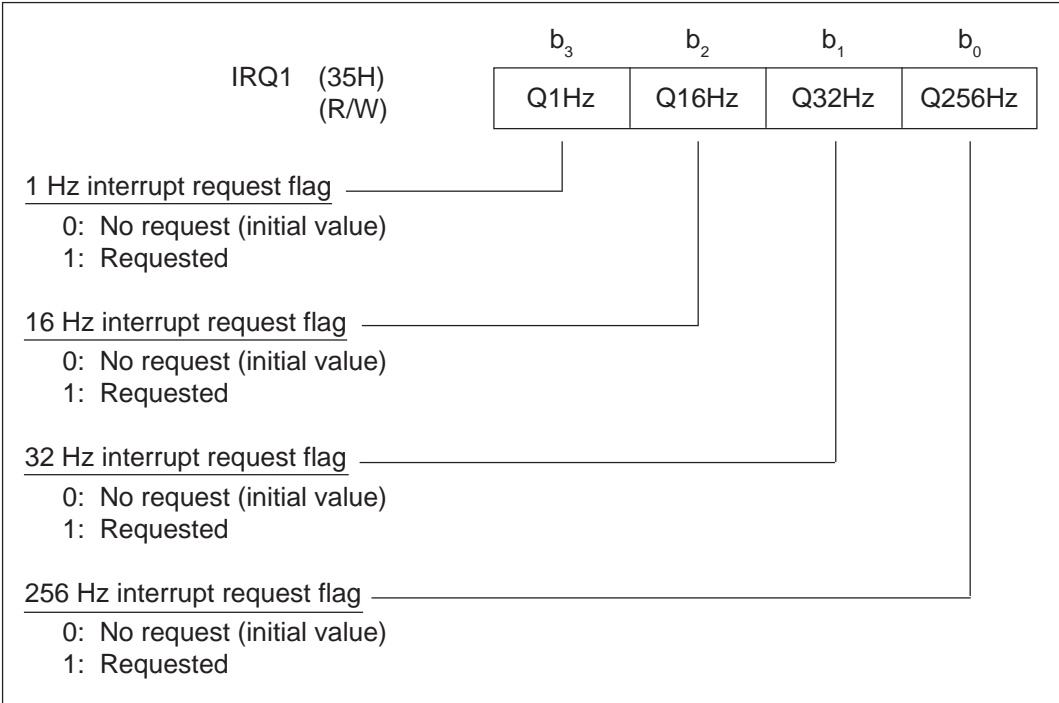 b3 b2 b1 b0
IRQ1 (35H)
(R/W)
Q1Hz Q16Hz Q32Hz Q256Hz
1 Hz interrupt request flag
0: No request (initial value)
1: Requested
16 Hz interrupt request flag
0: No request (initial value)
1: Requested
32 Hz interrupt request flag
0: No request (initial value)
1: Requested
256 Hz interrupt request flag
0: No request (initial value)
1: Requested